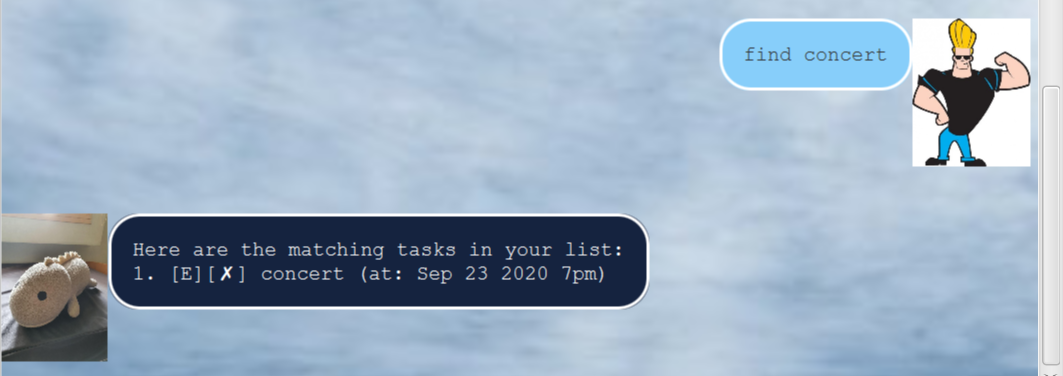 find concert
Here are the matching tasks in your list:
1. [E][✗] concert (at: Sep 23 2020 7pm)